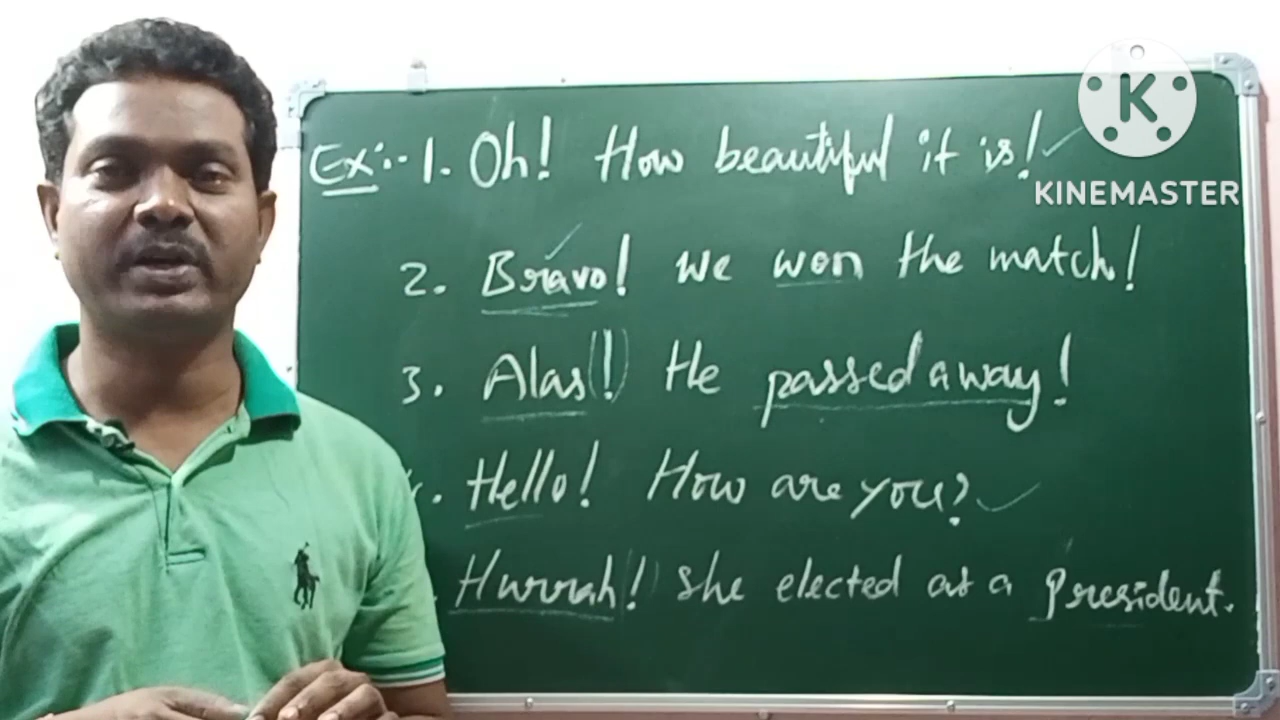 Ex:- 1. Oh! How beautiful it is!
2. Bravo! we won the match!
3. Alas! He passed away!
. Hello! How are you?
. Hurrah! she elected as a President.
K
KINEMASTER